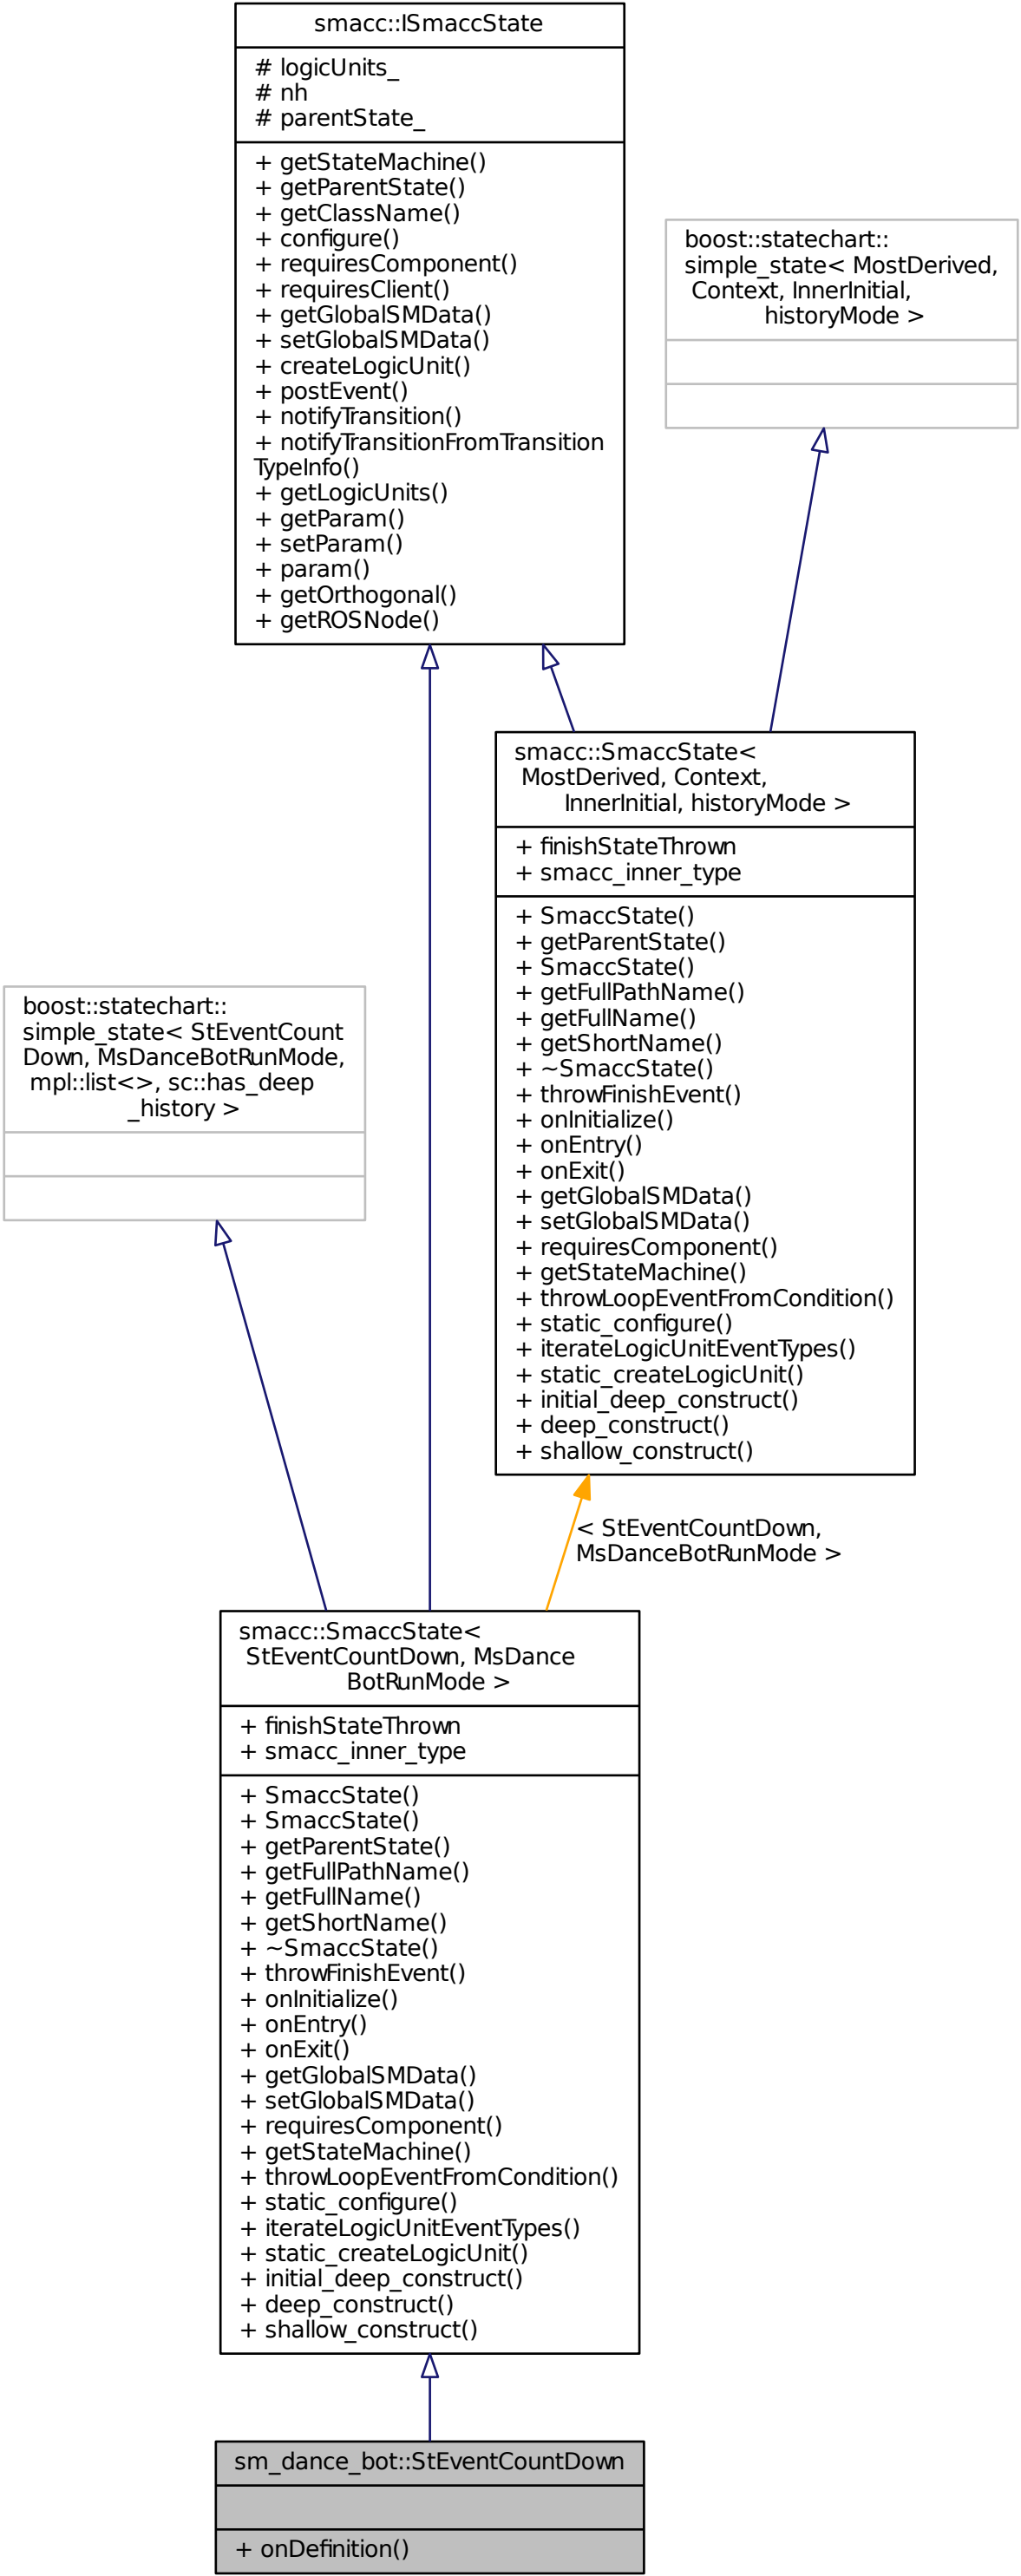 smacc::ISmaccState
# logicUnits_
# nh
# parentState_
+ getStateMachine()
+ getParentState()
+ getClassName()
+ configure()
+ requiresComponent()
+ requiresClient()
+ getGlobalSMData()
+ setGlobalSMData()
+ createLogicUnit()
+ postEvent()
+ notifyTransition()
+ notifyTransitionFromTransition
TypeInfo()
+ getLogicUnits()
+ getParam()
+ setParam()
+ param()
+ getOrthogonal()
+ getROSNode()
boost::statechart::
simple_state< MostDerived,
Context, InnerInitial,
historyMode >
smacc::SmaccState<
MostDerived, Context,
InnerInitial, historyMode >
+ finishStateThrown
+ smacc_inner_type
+ SmaccState()
+ getParentState()
+ SmaccState()
+ getFullPathName()
+ getFullName()
+ getShortName()
+ ~SmaccState()
+ throwFinishEvent()
+ onInitialize()
+ onEntry()
+ onExit()
+ getGlobalSMData()
+ setGlobalSMData()
+ requiresComponent()
+ getStateMachine()
+ throwLoopEventFromCondition()
+ static_configure()
+ iterateLogicUnitEventTypes()
+ static_createLogicUnit()
+ initial_deep_construct()
+ deep_construct()
+ shallow_construct()
boost::statechart::
simple_state< StEventCount
Down, MsDanceBotRunMode,
mpl::list<>, sc::has_deep
_history >
< StEventCountDown,
MsDanceBotRunMode >
smacc::SmaccState<
StEventCountDown, MsDance
BotRunMode >
+ finishStateThrown
+ smacc_inner_type
+ SmaccState()
+ SmaccState()
+ getParentState()
+ getFullPathName()
+ getFullName()
+ getShortName()
+ ~SmaccState()
+ throwFinishEvent()
+ onInitialize()
+ onEntry()
+ onExit()
+ getGlobalSMData()
+ setGlobalSMData()
+ requiresComponent()
+ getStateMachine()
+ throwLoopEventFromCondition()
+ static_configure()
+ iterateLogicUnitEventTypes()
+ static_createLogicUnit()
+ initial_deep_construct()
+ deep_construct()
+ shallow_construct()
sm_dance_bot::StEventCountDown
+ onDefinition()